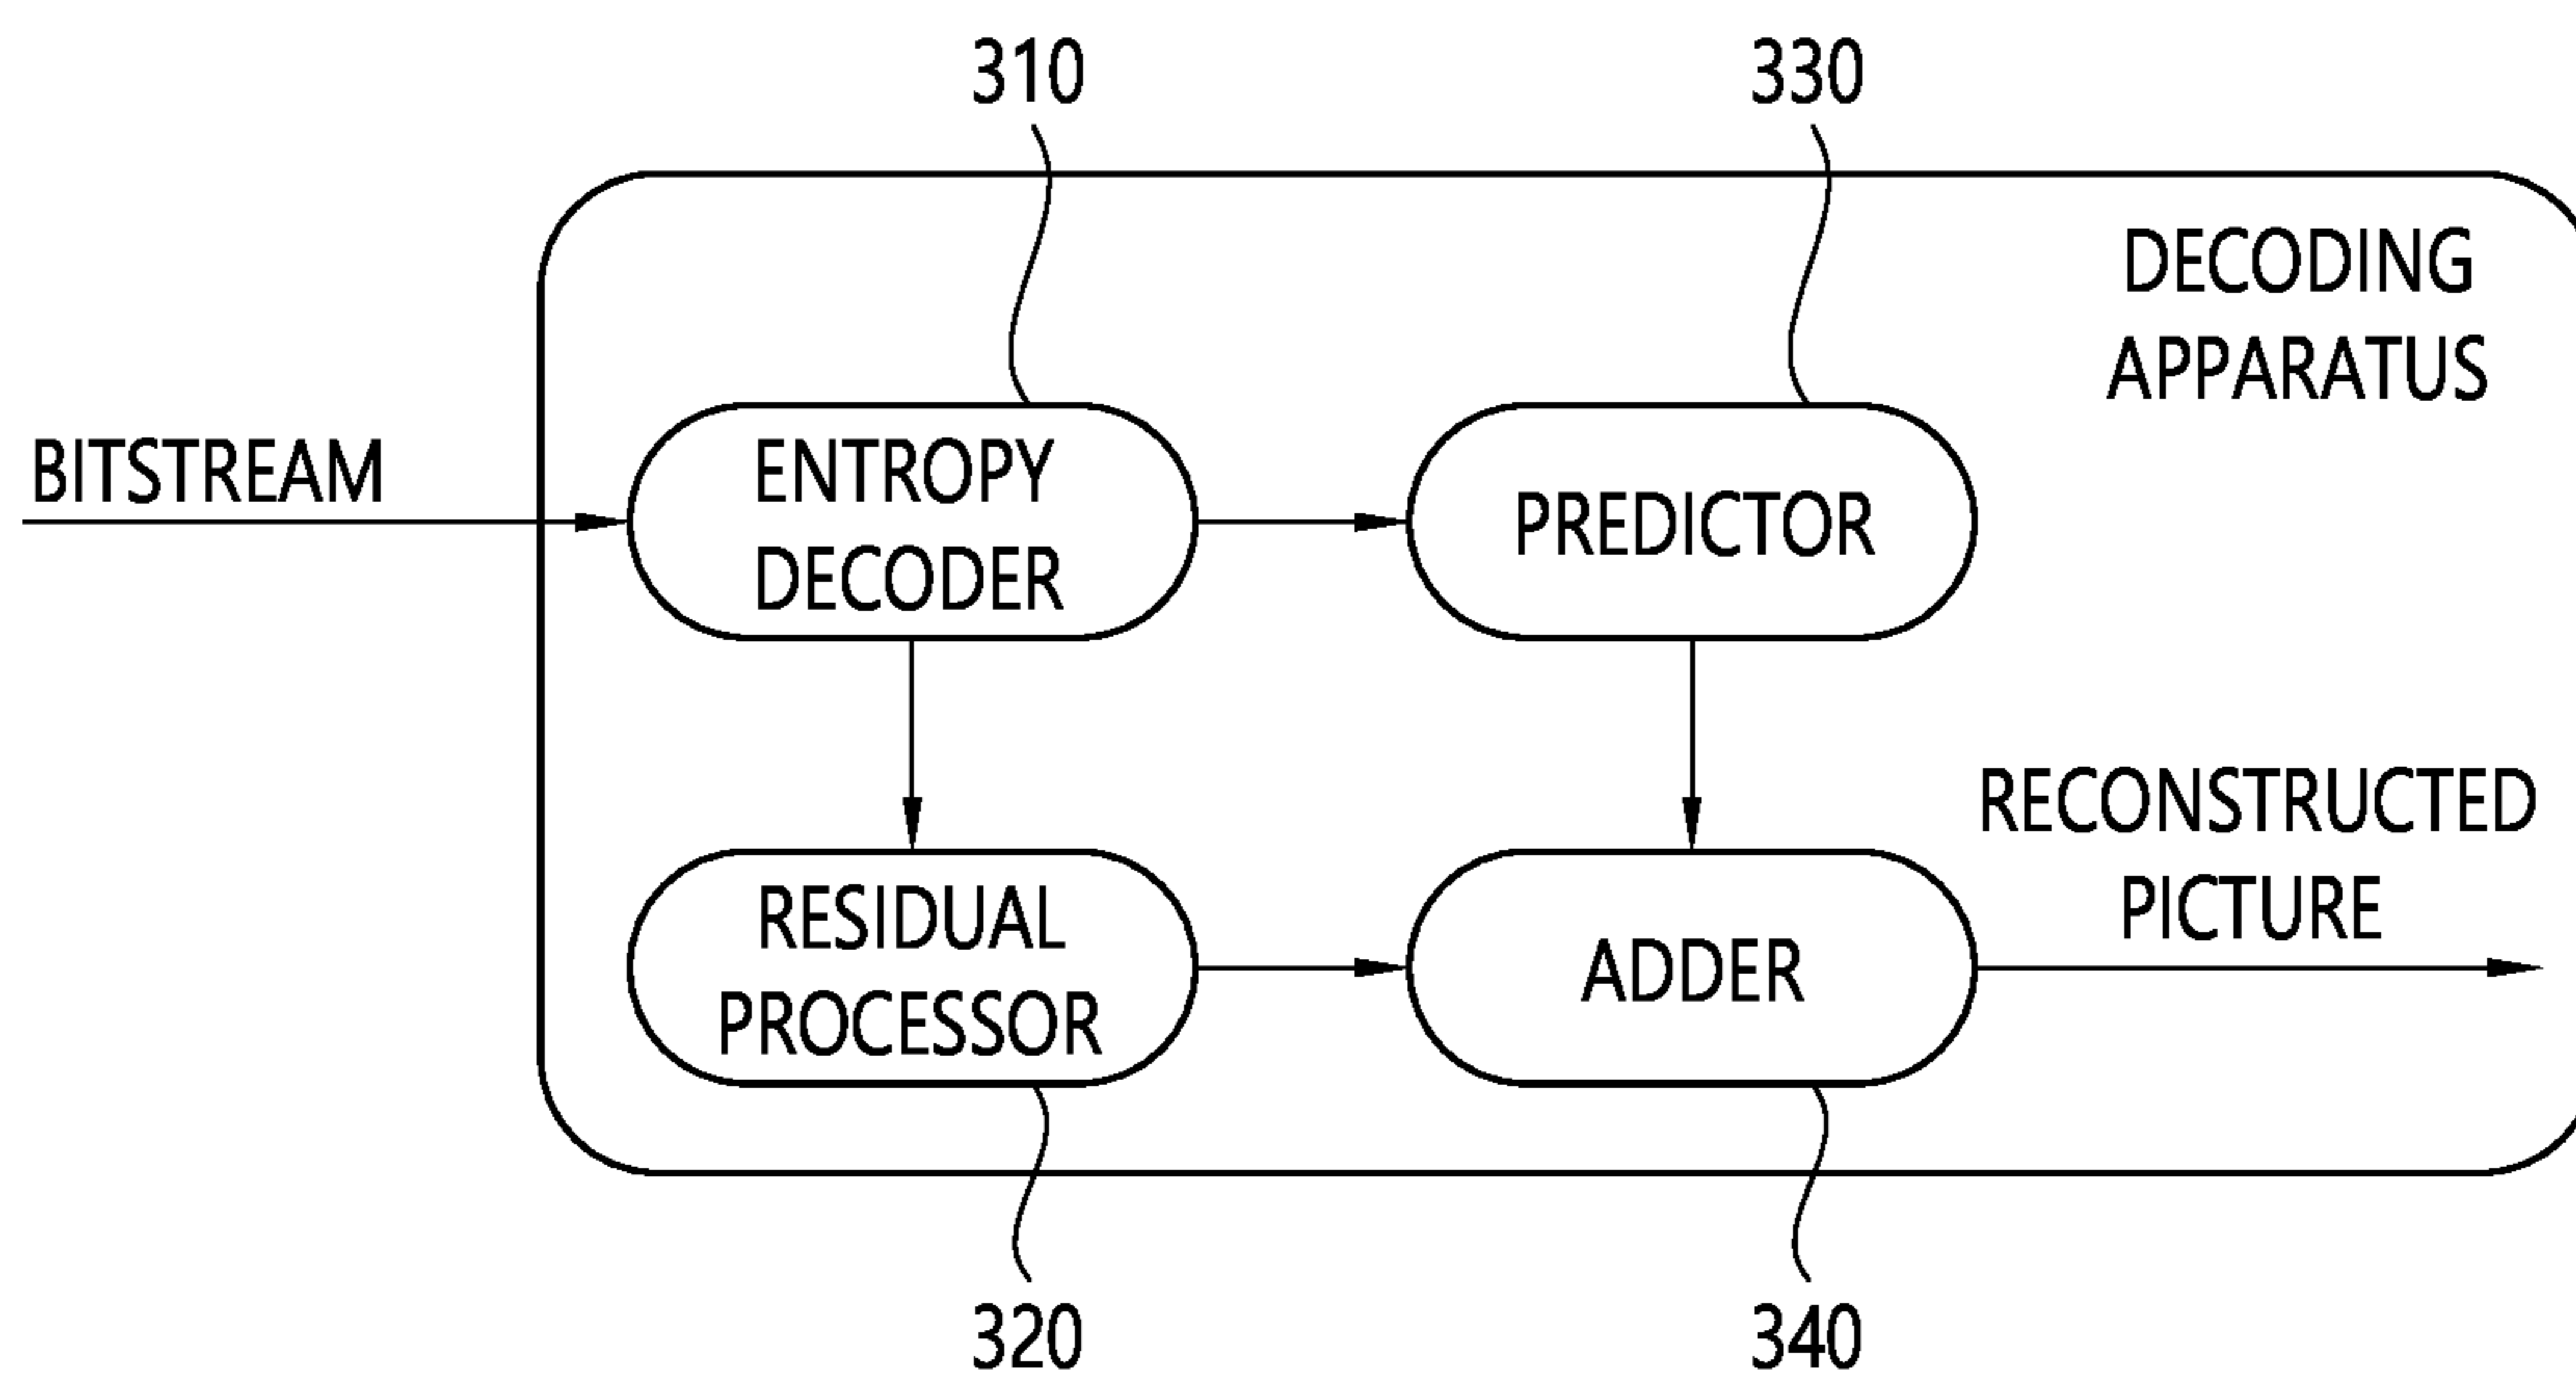 310
330
DECODING
APPARATUS
BITSTREAM
ENTROPY
DECODER
PREDICTOR
RECONSTRUCTED
PICTURE
RESIDUAL
PROCESSOR
ADDER
320
340